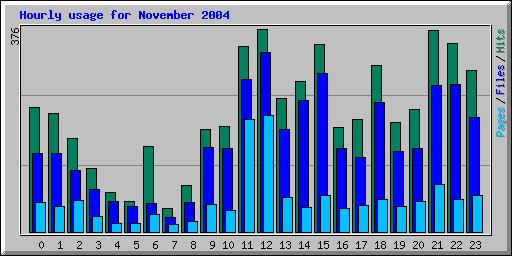 Hourly usage for November 2004
376
Pages/Files/Hits
0 1 2 3 4 5 6 7 8 9 10 11 12 13 14 15 16 17 18 19 20 21 22 23